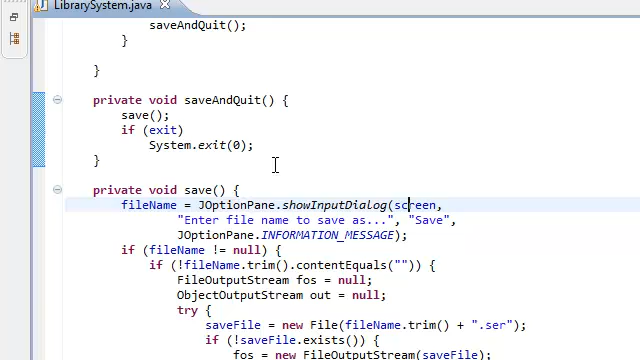 LibrarySystem.java
saveAndQuit();
}
}
private void saveAndQuit() {
save();
if (exit)
System.exit(0);
}
private void save() {
fileName = JOptionPane.showInputDialog(screen,
"Enter file name to save as...", "Save",
JOptionPane.INFORMATION_MESSAGE);
if (fileName != null) {
if (!fileName.trim().contentEquals("")) {
FileOutputStream fos = null;
ObjectOutputStream out = null;
try {
saveFile = new File(fileName.trim() + ".ser");
if (!saveFile.exists()) {
fos = new FileOutputStream(saveFile);